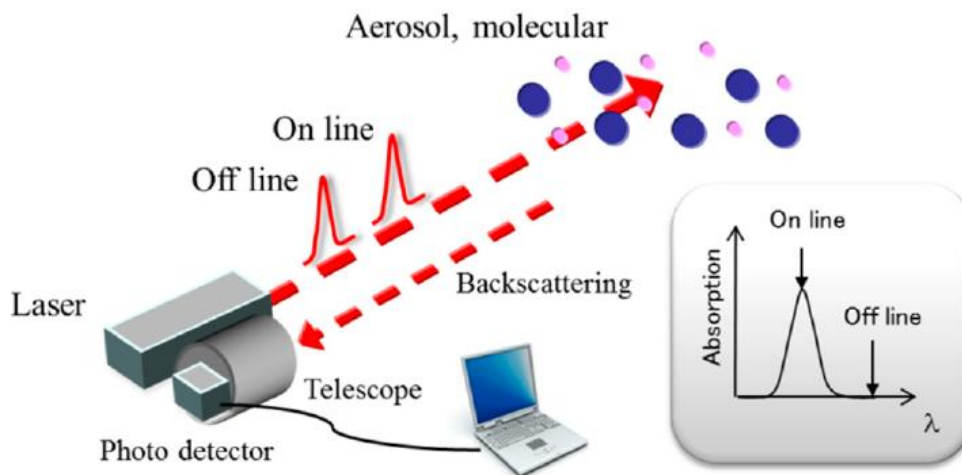 Aerosol, molecular
On line
Off line
Backscattering
Laser
Telescope
Photo detector
On line
Off line
Absorption
λ